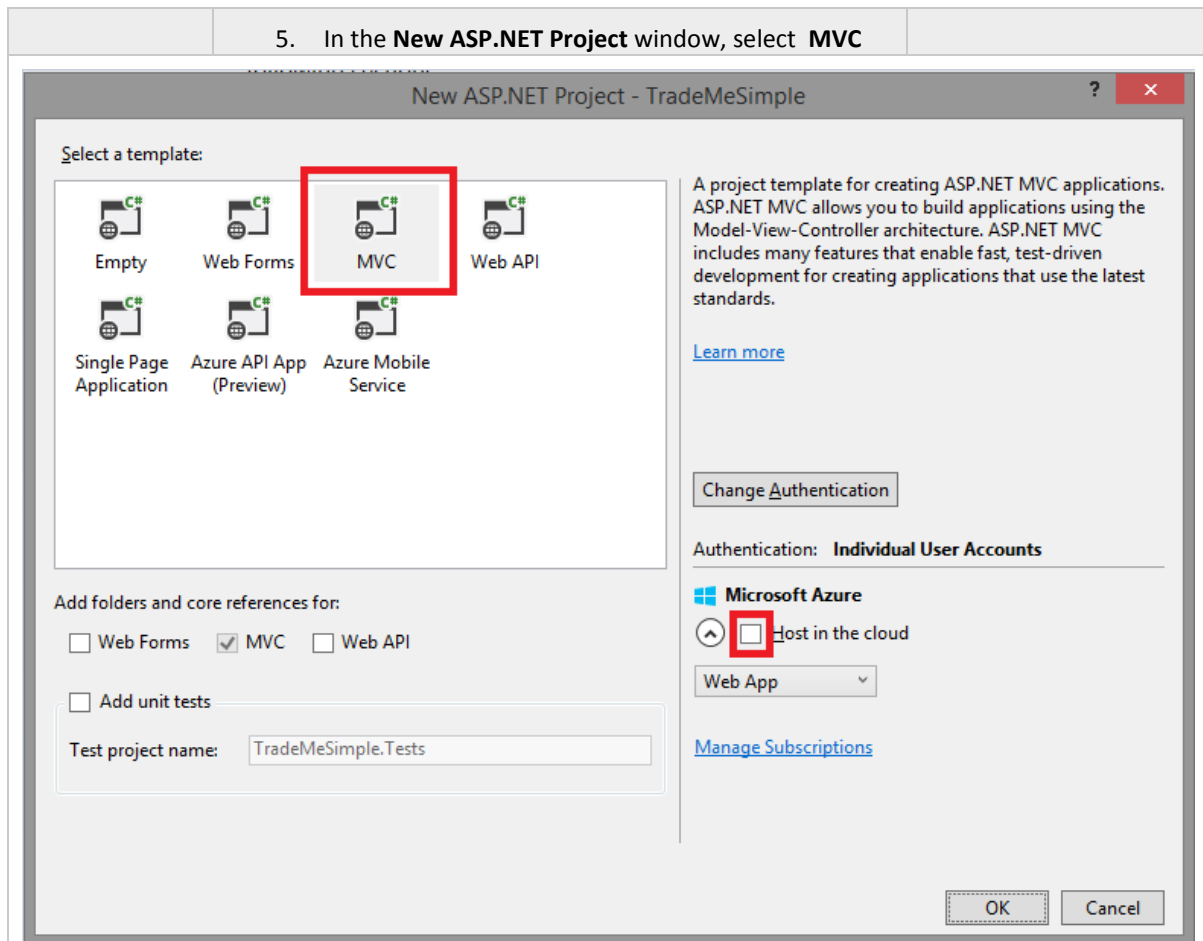 5. In the New ASP.NET Project window, select MVC
New ASP.NET Project - TradeMeSimple
?
Select a template:
C# C# C# C#
Empty Web Forms MVC Web API
C# C# C#
Single Page Azure API App Azure Mobile
Application (Preview) Service
A project template for creating ASP.NET MVC applications.
ASP.NET MVC allows you to build applications using the
Model-View-Controller architecture. ASP.NET MVC
includes many features that enable fast, test-driven
development for creating applications that use the latest
standards.
Learn more
Change Authentication
Authentication: Individual User Accounts
Microsoft Azure
Host in the cloud
Web App
Manage Subscriptions
Add folders and core references for:
Web Forms MVC Web API
Add unit tests
Test project name: TradeMeSimple.Tests
OK Cancel